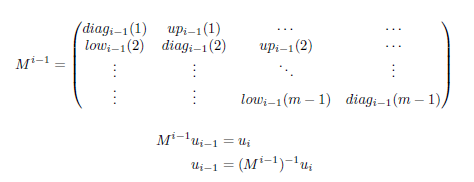 diag_{i-1}(1) up_{i-1}(1) ⋯ ⋯
low_{i-1}(2) diag_{i-1}(2) up_{i-1}(2) ⋯
M^{i-1} = ⋮ ⋮ ⋱ ⋮
⋮ ⋮ low_{i-1}(m − 1) diag_{i-1}(m − 1)
M^{i-1}u_{i-1} = u_i
u_{i-1} = (M^{i-1})^{-1}u_i